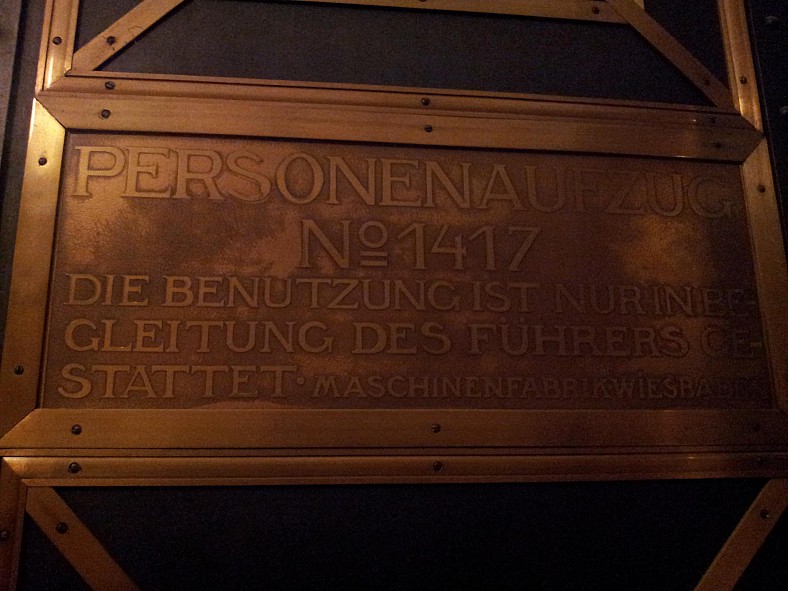 PERSONENAUFZUG
No 1417
DIE BENUTZUNG IST NUR IN BE-
GLEITUNG DES FÜHRERS GE-
STATTET · MASCHINENFABRIK WIESBADEN